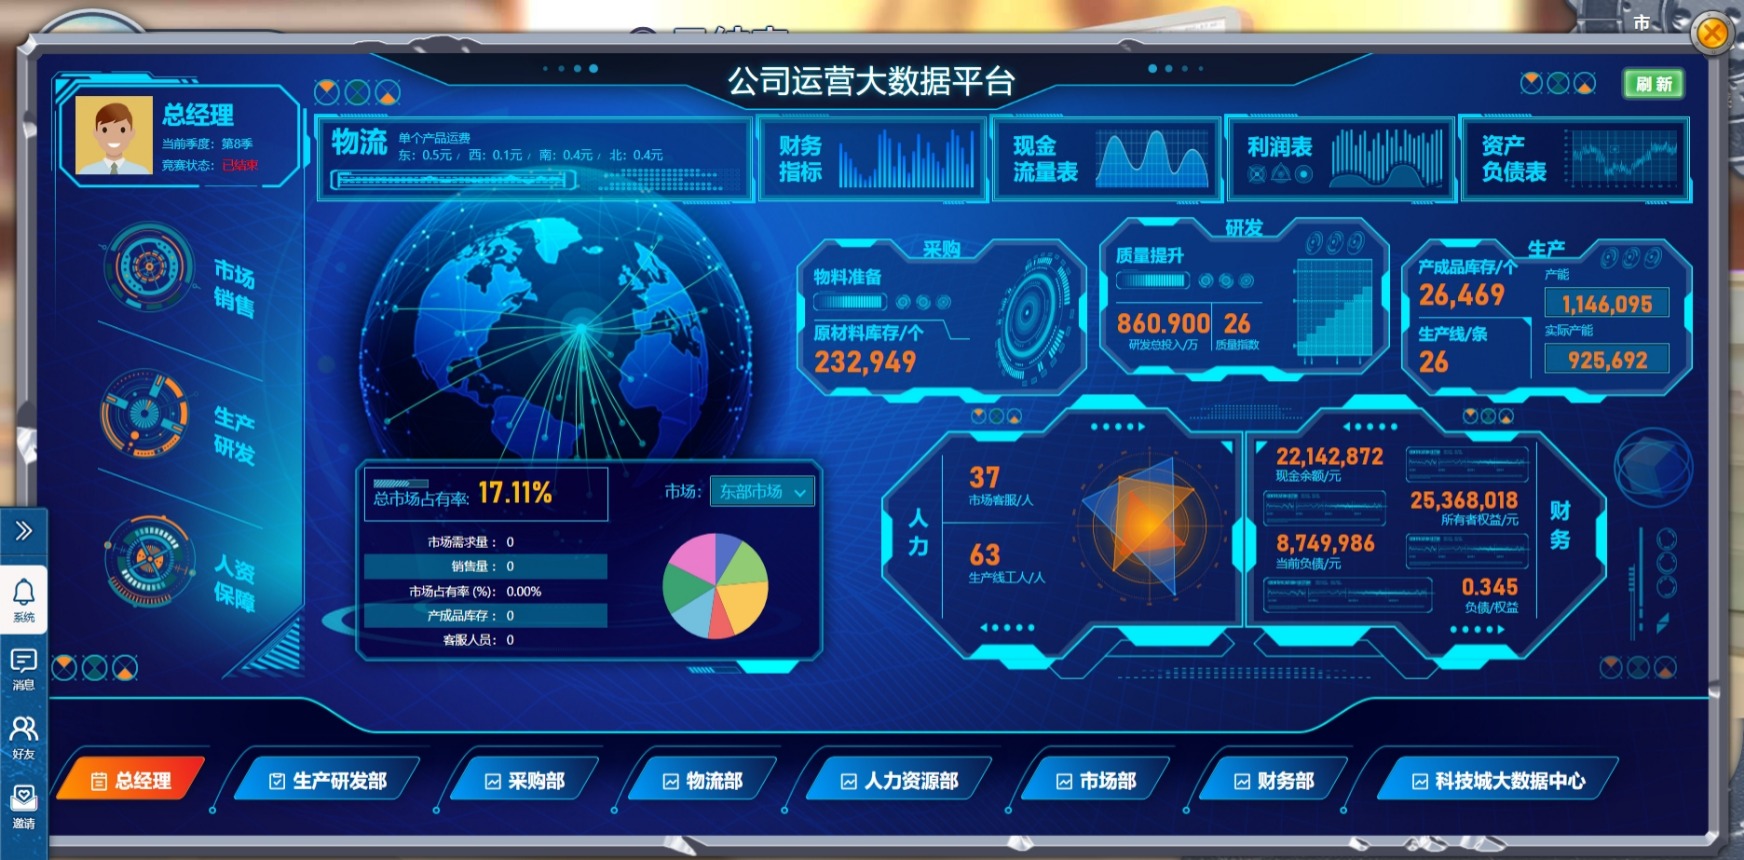 市
公司运营大数据平台
刷 新
总经理
当前季度：第8季
竞赛状态：已结束
物流
单个产品运费
东：0.5元 / 西：0.1元 / 南：0.4元 / 北：0.4元
财务
指标
现金
流量表
利润表
资产
负债表
市场
销售
生产
研发
人资
保障
采购
物料准备
原材料库存/个
232,949
研发
质量提升
860.900
研发总投入/万
26
质量指数
生产
产成品库存/个
26,469
生产线/条
26
产能
1,146,095
实际产能
925,692
总市场占有率: 17.11%
市场:
东部市场
市场需求量： 0
销售量： 0
市场占有率 (%)： 0.00%
产成品库存： 0
客服人员： 0
人力
37
市场客服/人
63
生产线工人/人
22,142,872
现金余额/元
25,368,018
所有者权益/元
8,749,986
当前负债/元
0.345
负债/权益
财务
系统
消息
好友
邀请
总经理
生产研发部
采购部
物流部
人力资源部
市场部
财务部
科技城大数据中心